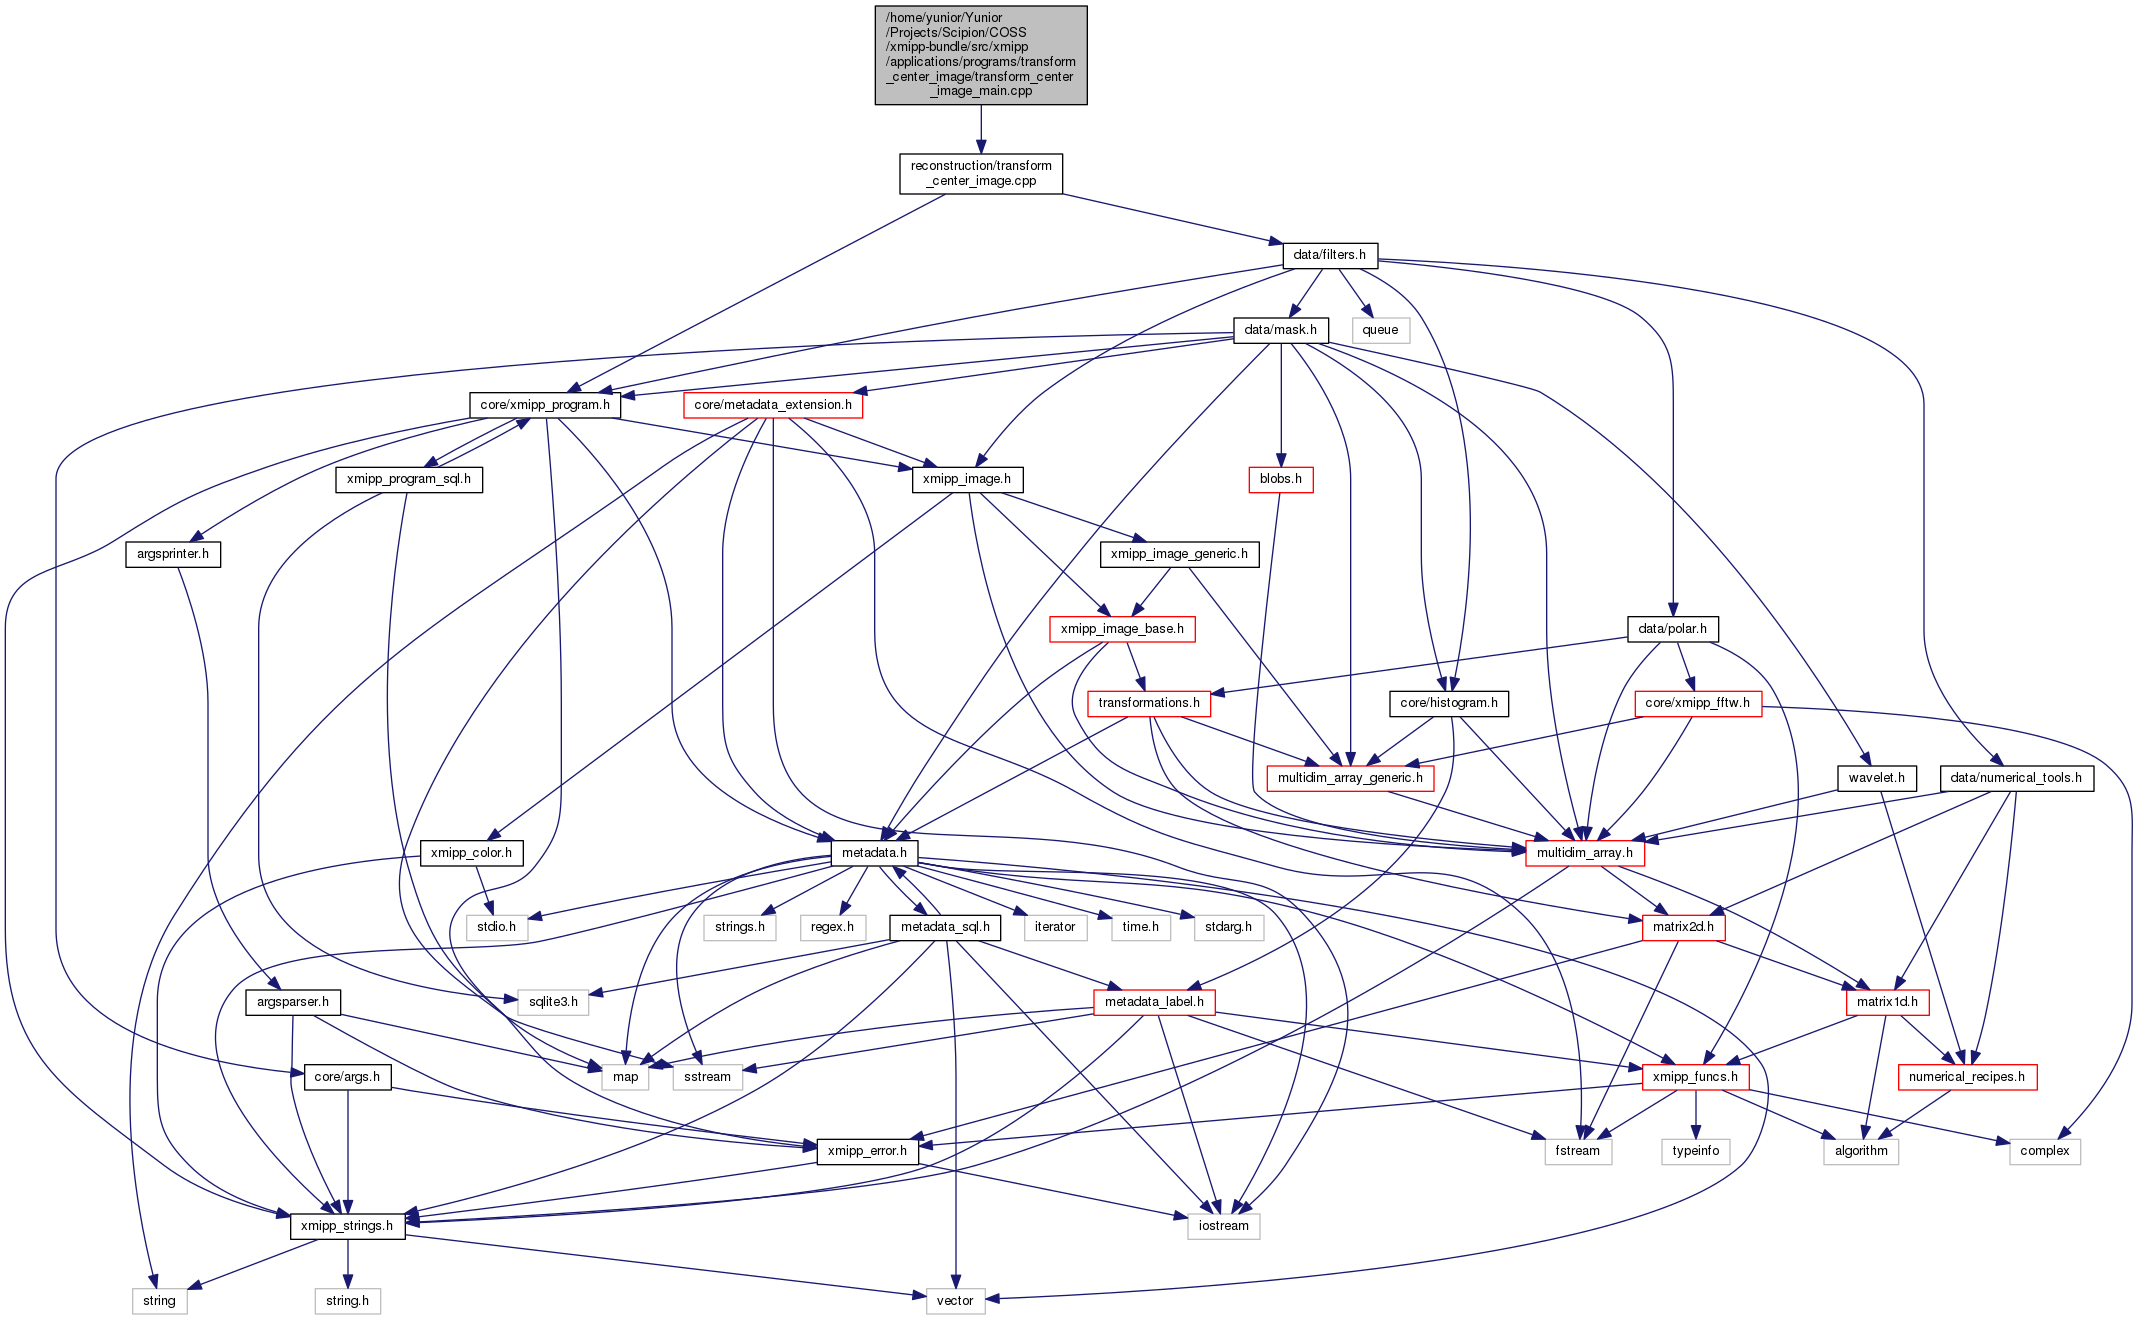 /home/yunior/Yunior
/Projects/Scipion/COSS
/xmipp-bundle/src/xmipp
/applications/programs/transform
_center_image/transform_center
_image_main.cpp
reconstruction/transform
_center_image.cpp
data/filters.h
data/mask.h
queue
core/xmipp_program.h
core/metadata_extension.h
xmipp_program_sql.h
xmipp_image.h
blobs.h
argsprinter.h
xmipp_image_generic.h
xmipp_image_base.h
data/polar.h
transformations.h
core/histogram.h
core/xmipp_fftw.h
multidim_array_generic.h
wavelet.h
data/numerical_tools.h
xmipp_color.h
metadata.h
multidim_array.h
stdio.h
strings.h
regex.h
metadata_sql.h
iterator
time.h
stdarg.h
matrix2d.h
argsparser.h
sqlite3.h
metadata_label.h
matrix1d.h
core/args.h
map
sstream
xmipp_funcs.h
numerical_recipes.h
xmipp_error.h
fstream
typeinfo
algorithm
complex
xmipp_strings.h
iostream
string
string.h
vector